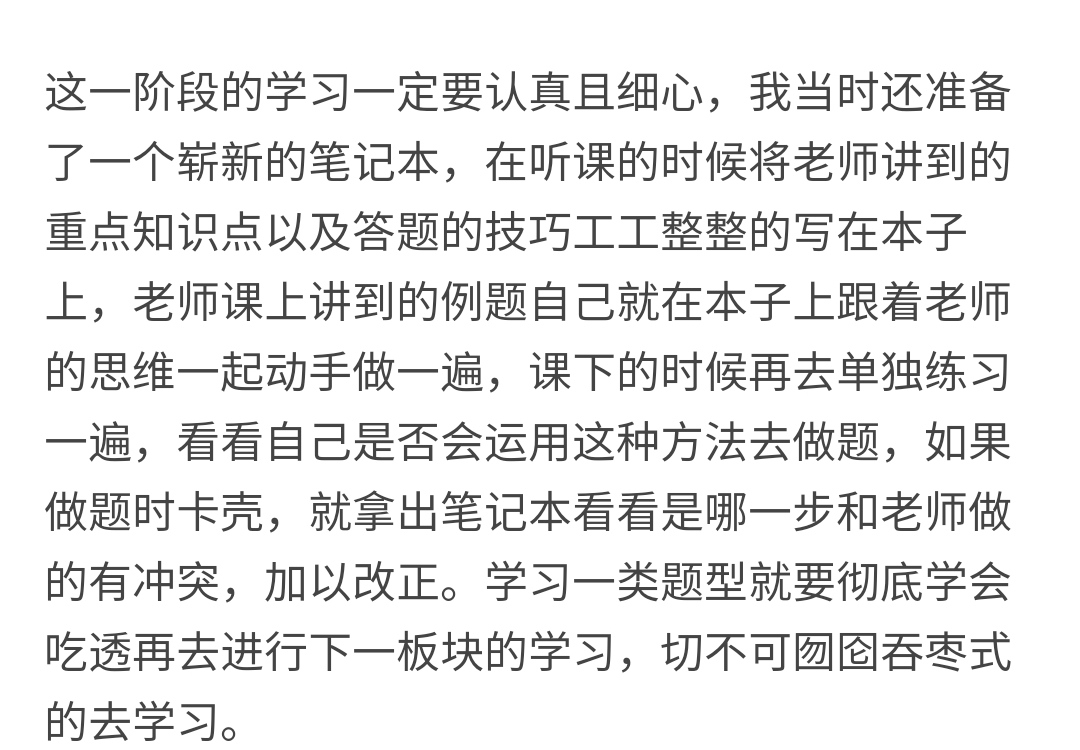 这一阶段的学习一定要认真且细心，我当时还准备
了一个崭新的笔记本，在听课的时候将老师讲到的
重点知识点以及答题的技巧工工整整的写在本子
上，老师课上讲到的例题自己就在本子上跟着老师
的思维一起动手做一遍，课下的时候再去单独练习
一遍，看看自己是否会运用这种方法去做题，如果
做题时卡壳，就拿出笔记本看看是哪一步和老师做
的有冲突，加以改正。学习一类题型就要彻底学会
吃透再去进行下一板块的学习，切不可囫囵吞枣式
的去学习。